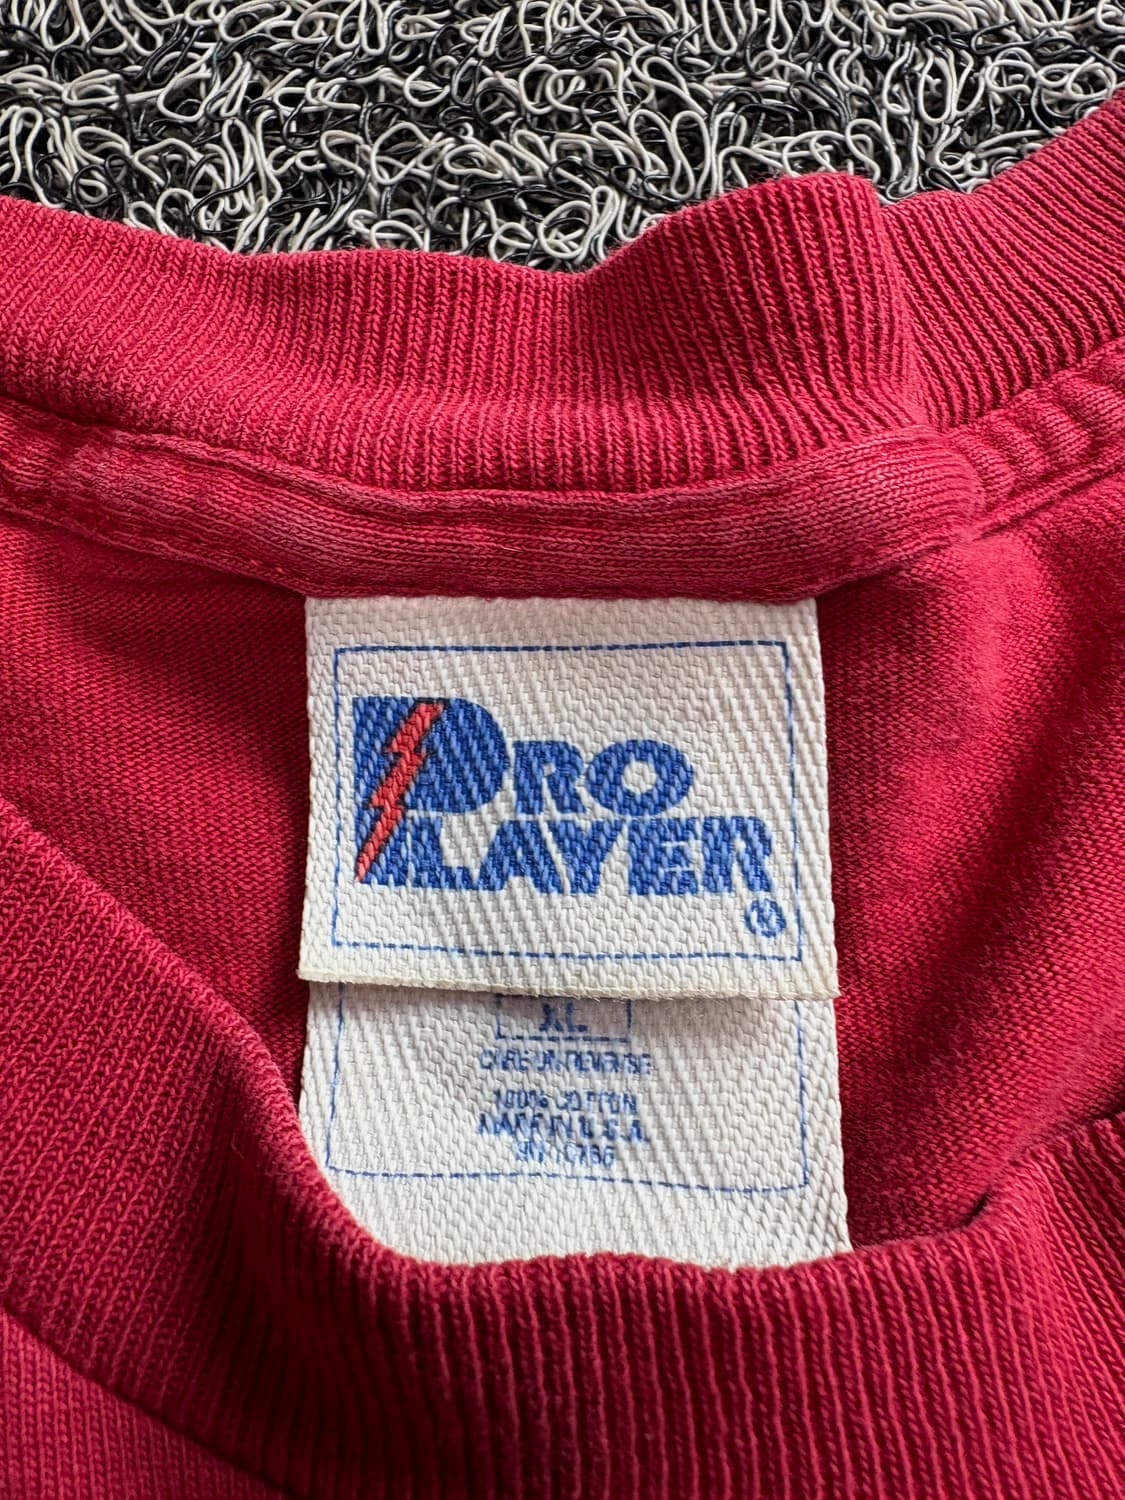 PRO
PLAYER
®
XL
CARE ON REVERSE
100% COTTON
MADE IN U.S.A.